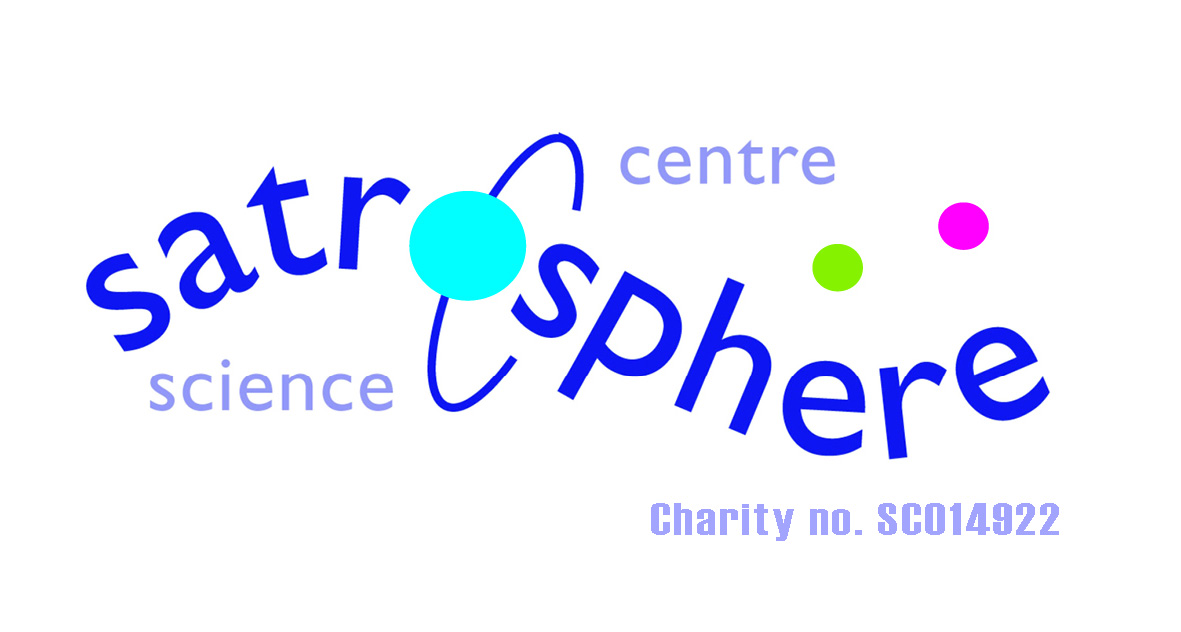 satrosphere
science centre
Charity no. SC014922